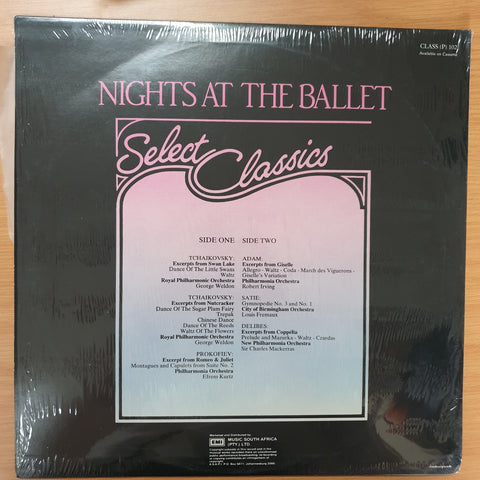 CLASS (P) 102
Available on Cassette
NIGHTS AT THE BALLET
Select Classics
SIDE ONE
TCHAIKOVSKY:
Excerpts from Swan Lake
Dance Of The Little Swans
Waltz
Royal Philharmonic Orchestra
George Weldon
TCHAIKOVSKY:
Excerpts from Nutcracker
Dance Of The Sugar Plum Fairy
Trepak
Chinese Dance
Dance Of The Reeds
Waltz Of The Flowers
Royal Philharmonic Orchestra
George Weldon
PROKOFIEV:
Excerpt from Romeo & Juliet
Montagues and Capulets from Suite No. 2
Philharmonia Orchestra
Efrem Kurtz
SIDE TWO
ADAM:
Excerpts from Giselle
Allegro - Waltz - Coda - March des Vignerons -
Giselle's Variation
Philharmonia Orchestra
Robert Irving
SATIE:
Gymnopedie No. 3 and No. 1
City of Birmingham Orchestra
Louis Fremaux
DELIBES:
Excerpts from Coppelia
Prelude and Mazurka - Waltz - Czardas
New Philharmonia Orchestra
Sir Charles Mackerras
Marketed and Distributed by
EMI
MUSIC SOUTH AFRICA
(PTY.) LTD.